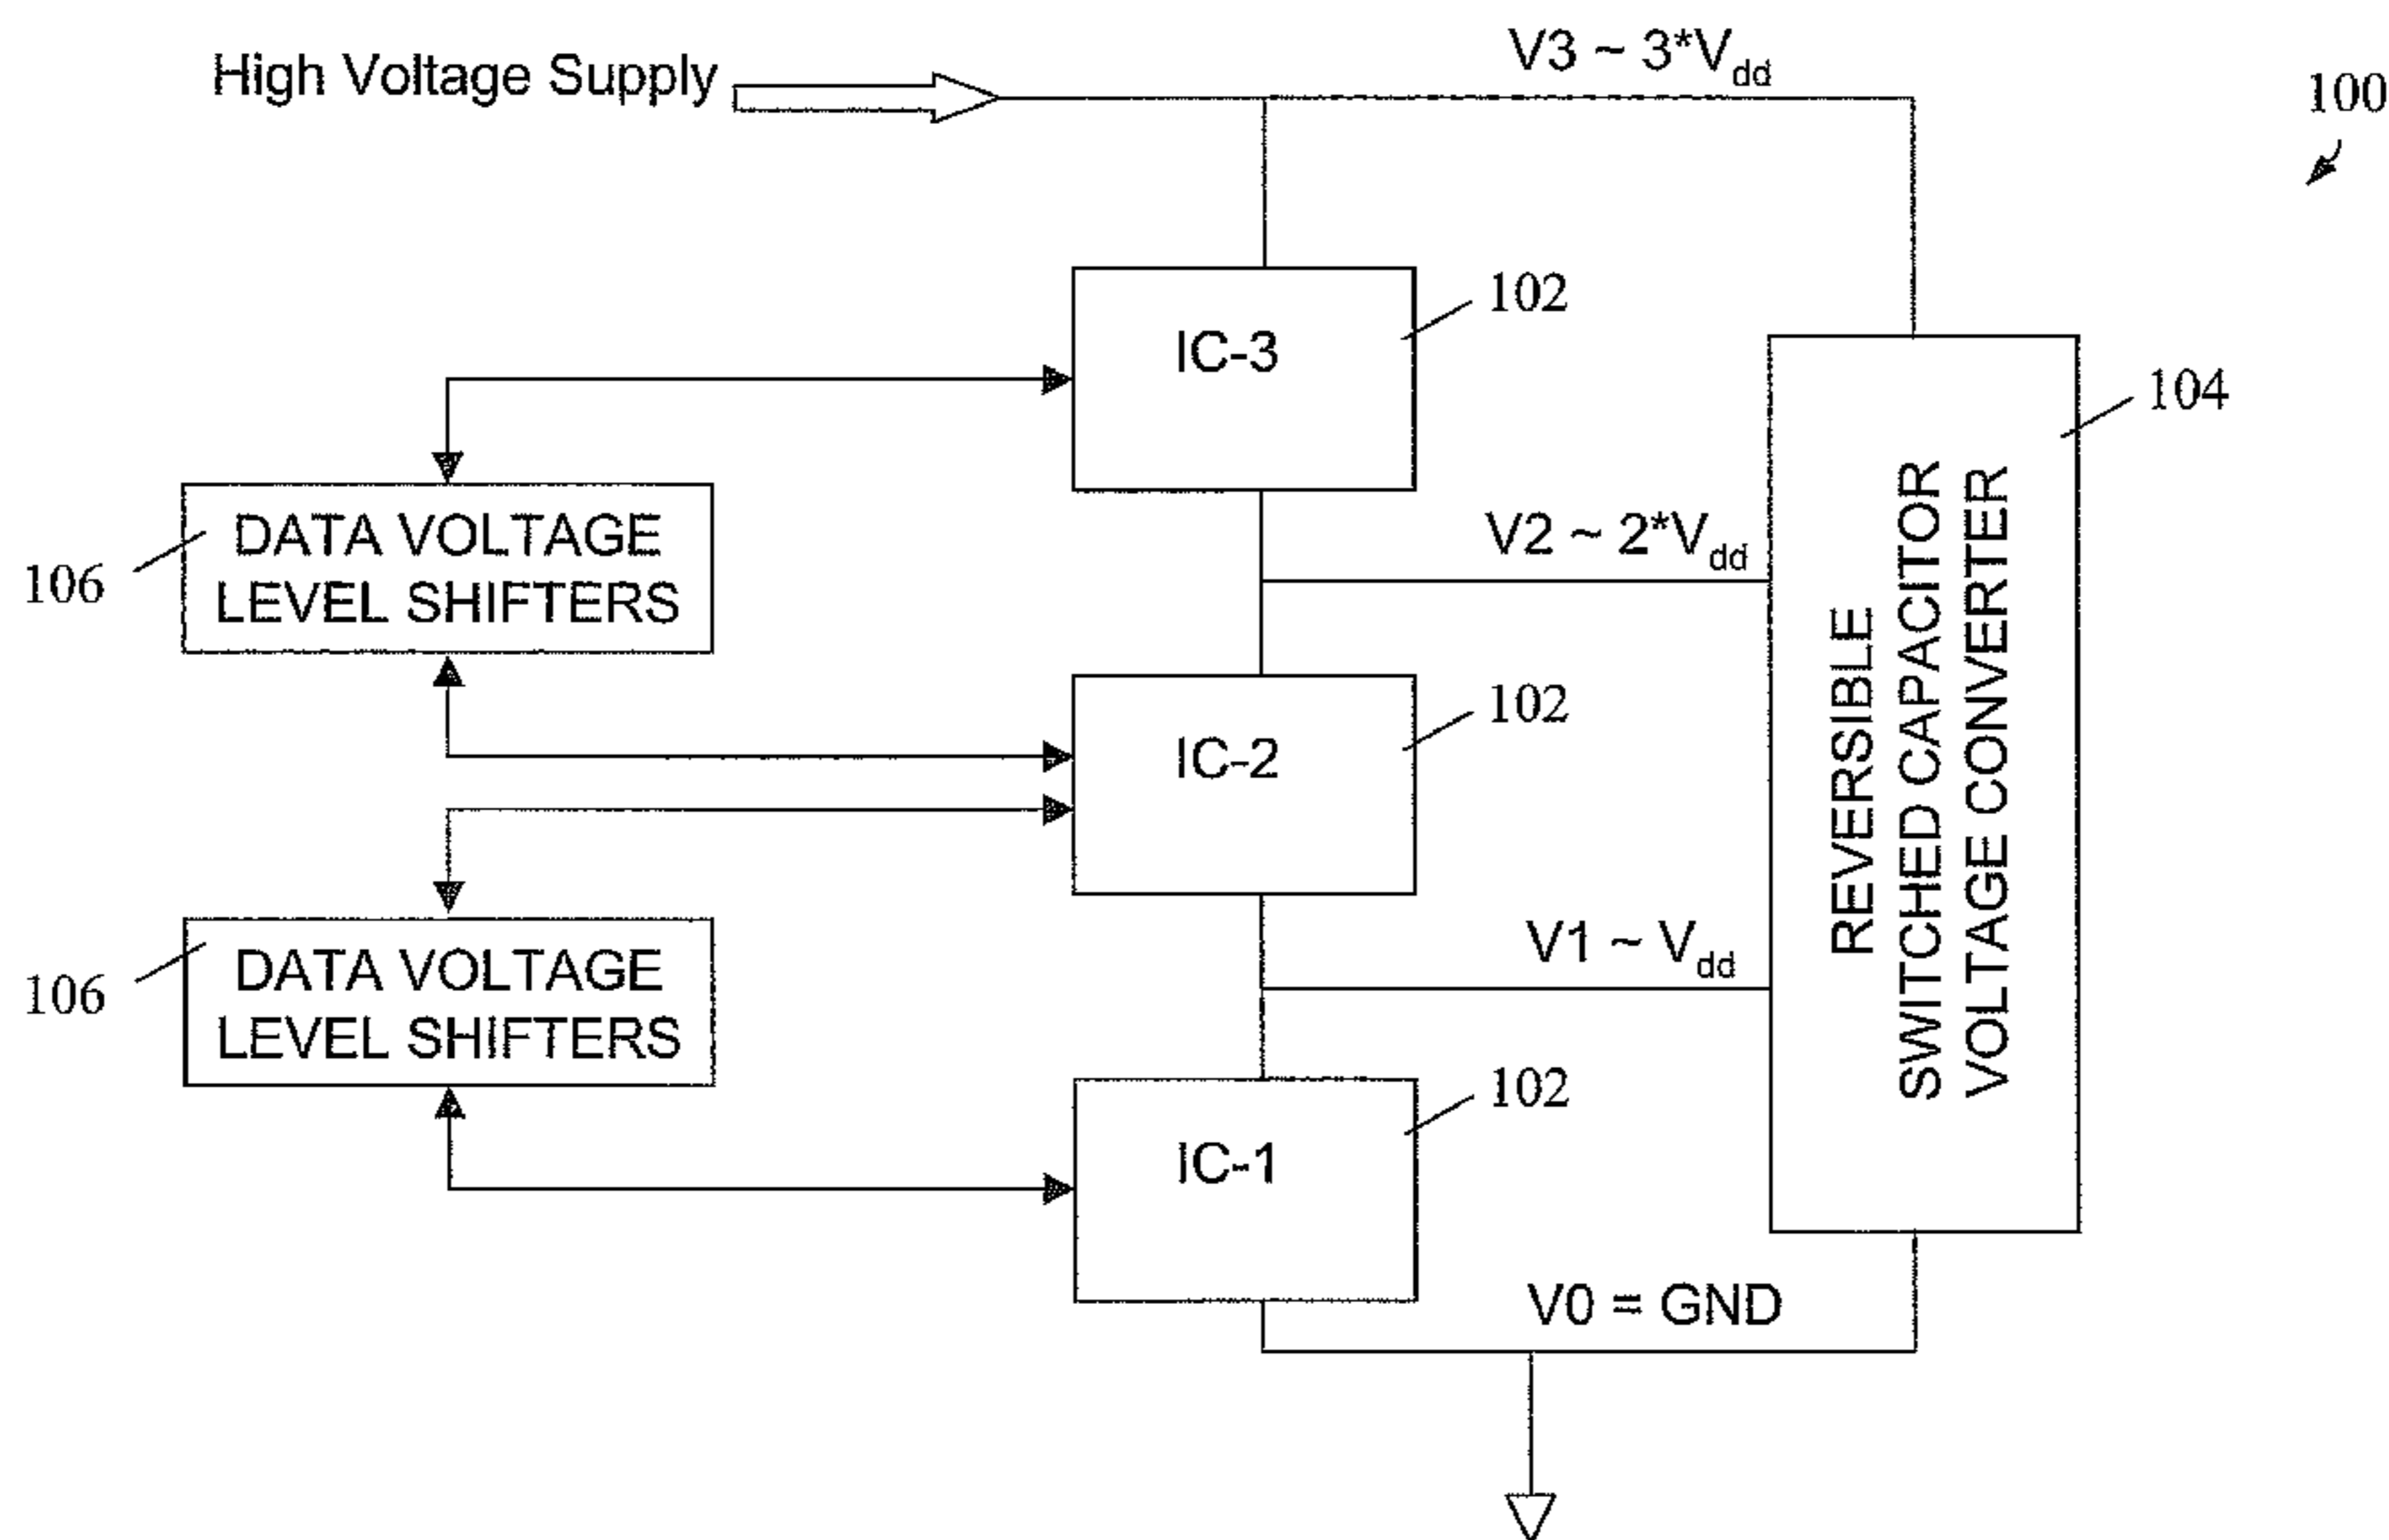 High Voltage Supply
V3 ~ 3*Vdd
100
IC-3
102
104
DATA VOLTAGE
LEVEL SHIFTERS
106
V2 ~ 2*Vdd
REVERSIBLE
SWITCHED CAPACITOR
VOLTAGE CONVERTER
IC-2
102
DATA VOLTAGE
LEVEL SHIFTERS
106
V1 ~ Vdd
IC-1
102
V0 = GND